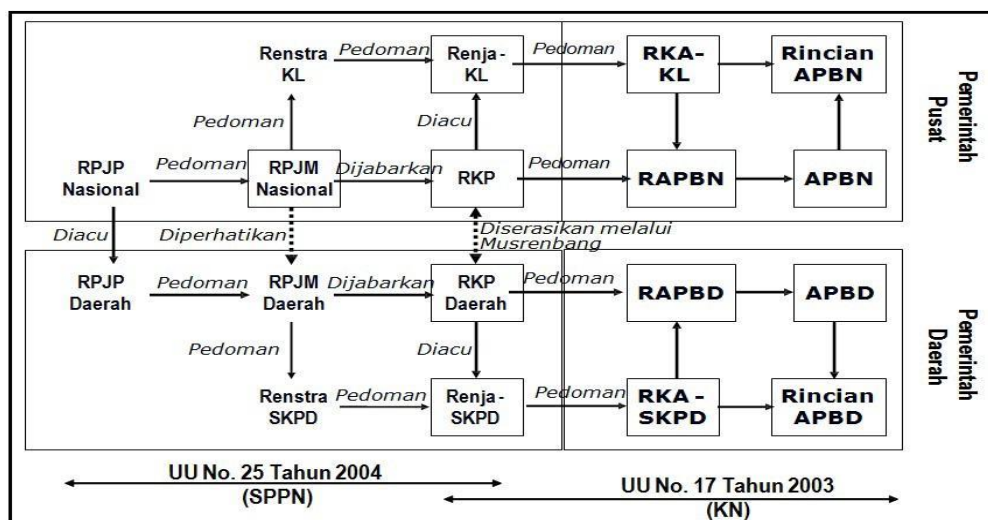 Renstra KL
Pedoman
Renja-KL
Pedoman
RKA-KL
Rincian APBN
Pemerintah Pusat
Pedoman
Diacu
RPJP Nasional
Pedoman
RPJM Nasional
Dijabarkan
RKP
Pedoman
RAPBN
APBN
Diacu
Diperhatikan
Diserasikan melalui
Musrenbang
RPJP Daerah
Pedoman
RPJM Daerah
Dijabarkan
RKP Daerah
Pedoman
RAPBD
APBD
Pemerintah Daerah
Pedoman
Diacu
Renstra SKPD
Pedoman
Renja-SKPD
Pedoman
RKA - SKPD
Rincian APBD
UU No. 25 Tahun 2004
(SPPN)
UU No. 17 Tahun 2003
(KN)